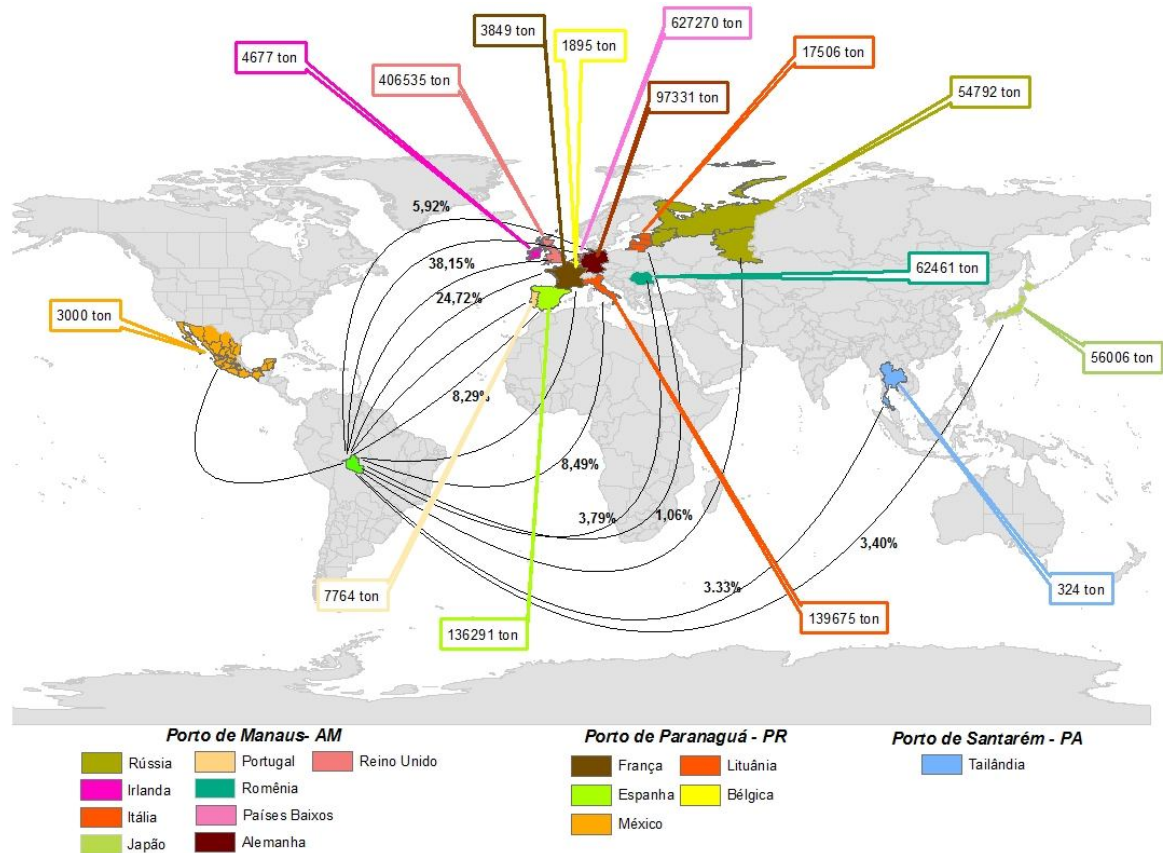 3849 ton
1895 ton
627270 ton
4677 ton
17506 ton
406535 ton
97331 ton
54792 ton
5,92%
38,15%
62461 ton
24,72%
3000 ton
56006 ton
8,29%
8,49%
3,79%
1,06%
3,40%
3.33%
7764 ton
324 ton
139675 ton
136291 ton
Porto de Manaus- AM
Rússia
Portugal
Reino Unido
Irlanda
Romênia
Itália
Países Baixos
Japão
Alemanha
Porto de Paranaguá - PR
França
Lituânia
Espanha
Bélgica
México
Porto de Santarém - PA
Tailândia